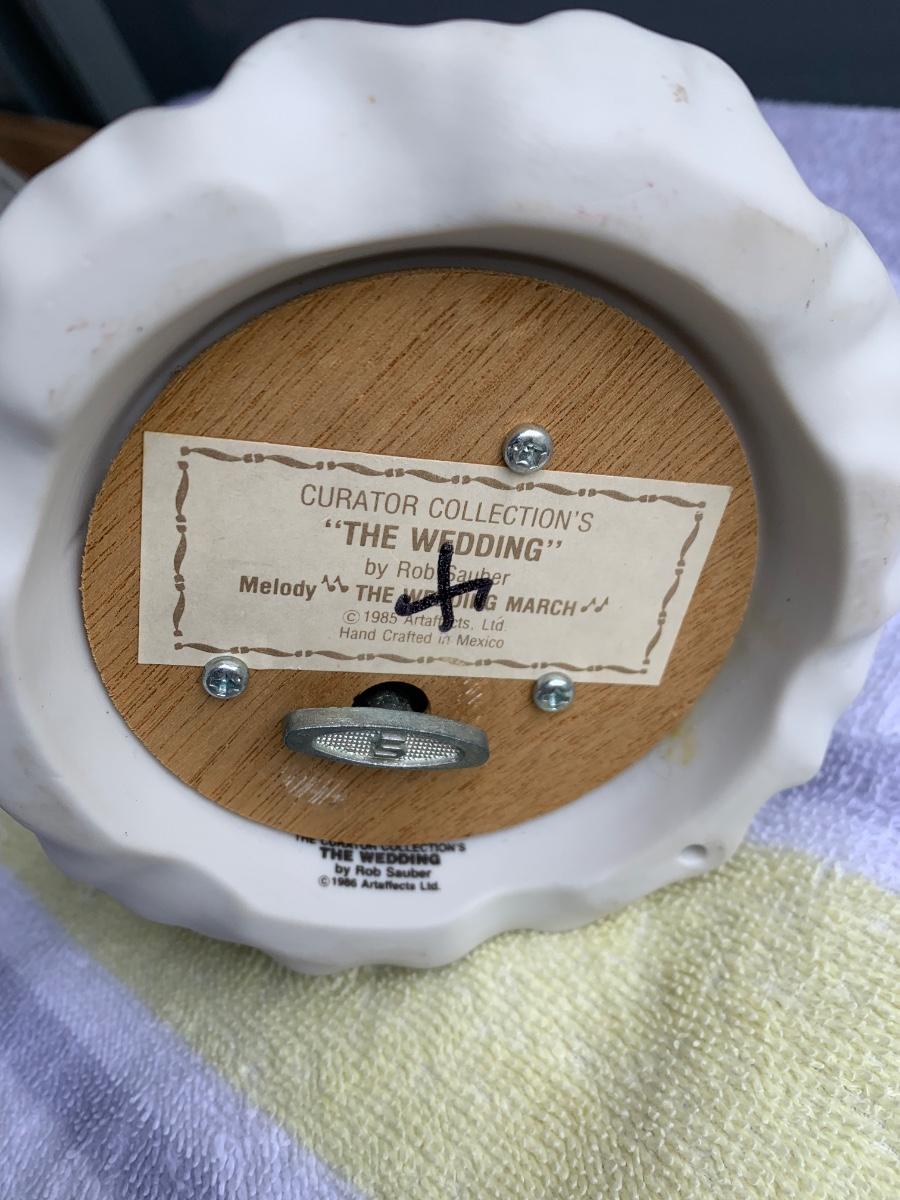 CURATOR COLLECTION'S
"THE WEDDING"
by Rob Sauber
Melody THE WEDDING MARCH
© 1985 Artaffects, Ltd.
Hand Crafted in Mexico
S
THE CURATOR COLLECTION'S
THE WEDDING
by Rob Sauber
© 1986 Artaffects Ltd.